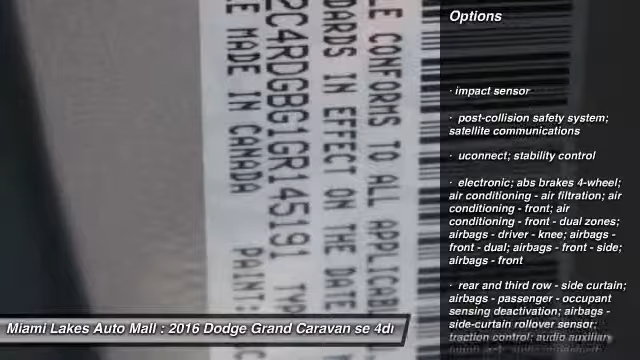 Options
· impact sensor
· post-collision safety system;
satellite communications
· uconnect; stability control
· electronic; abs brakes 4-wheel;
air conditioning - air filtration; air
conditioning - front; air
conditioning - front - dual zones;
airbags - driver - knee; airbags -
front - dual; airbags - front - side;
airbags - front
· rear and third row - side curtain;
airbags - passenger - occupant
sensing deactivation; airbags -
side-curtain rollover sensor;
traction control; audio auxiliary
LE CONFORMS TO ALL APPLICAB
DARDS IN EFFECT ON THE DATE
2C4RDGBG1GR145191 TYP
E MADE IN CANADA PAINT:
Miami Lakes Auto Mall : 2016 Dodge Grand Caravan se 4dr